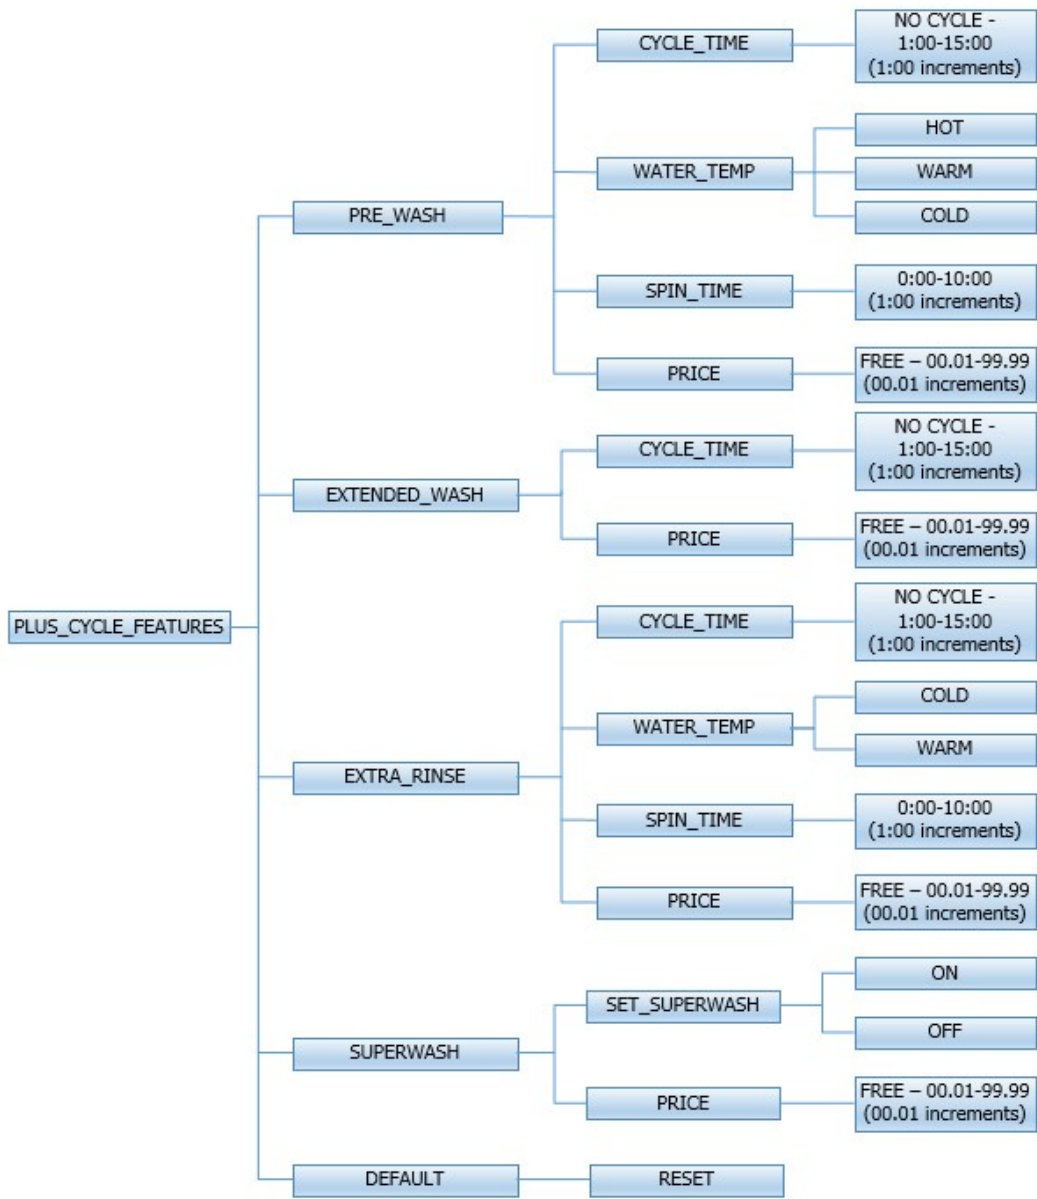 NO CYCLE -
1:00-15:00
(1:00 increments)
CYCLE_TIME
HOT
WATER_TEMP
WARM
PRE_WASH
COLD
0:00-10:00
(1:00 increments)
SPIN_TIME
FREE – 00.01-99.99
(00.01 increments)
PRICE
NO CYCLE -
1:00-15:00
(1:00 increments)
CYCLE_TIME
EXTENDED_WASH
FREE – 00.01-99.99
(00.01 increments)
PRICE
NO CYCLE -
1:00-15:00
(1:00 increments)
CYCLE_TIME
PLUS_CYCLE_FEATURES
COLD
WATER_TEMP
WARM
EXTRA_RINSE
0:00-10:00
(1:00 increments)
SPIN_TIME
FREE – 00.01-99.99
(00.01 increments)
PRICE
ON
SET_SUPERWASH
OFF
SUPERWASH
FREE – 00.01-99.99
(00.01 increments)
PRICE
DEFAULT
RESET